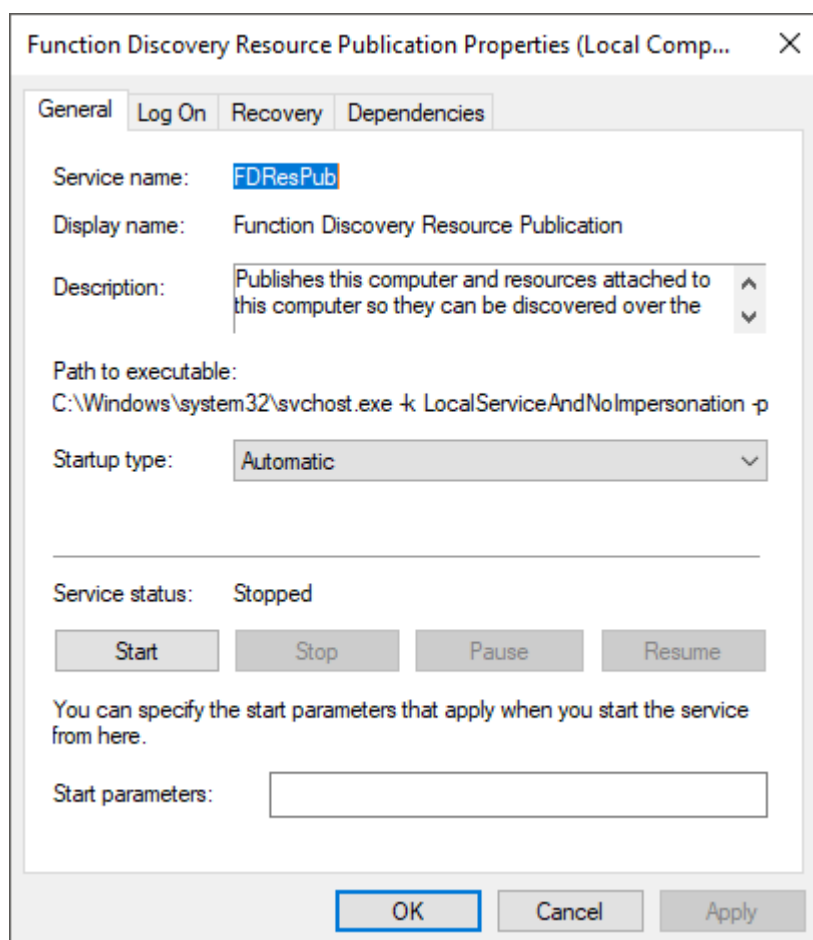 Function Discovery Resource Publication Properties (Local Comp...
General Log On Recovery Dependencies
Service name: FDResPub
Display name: Function Discovery Resource Publication
Description: Publishes this computer and resources attached to
this computer so they can be discovered over the
Path to executable:
C:\Windows\system32\svchost.exe -k LocalServiceAndNoImpersonation -p
Startup type: Automatic
Service status: Stopped
Start Stop Pause Resume
You can specify the start parameters that apply when you start the service
from here.
Start parameters:
OK Cancel Apply